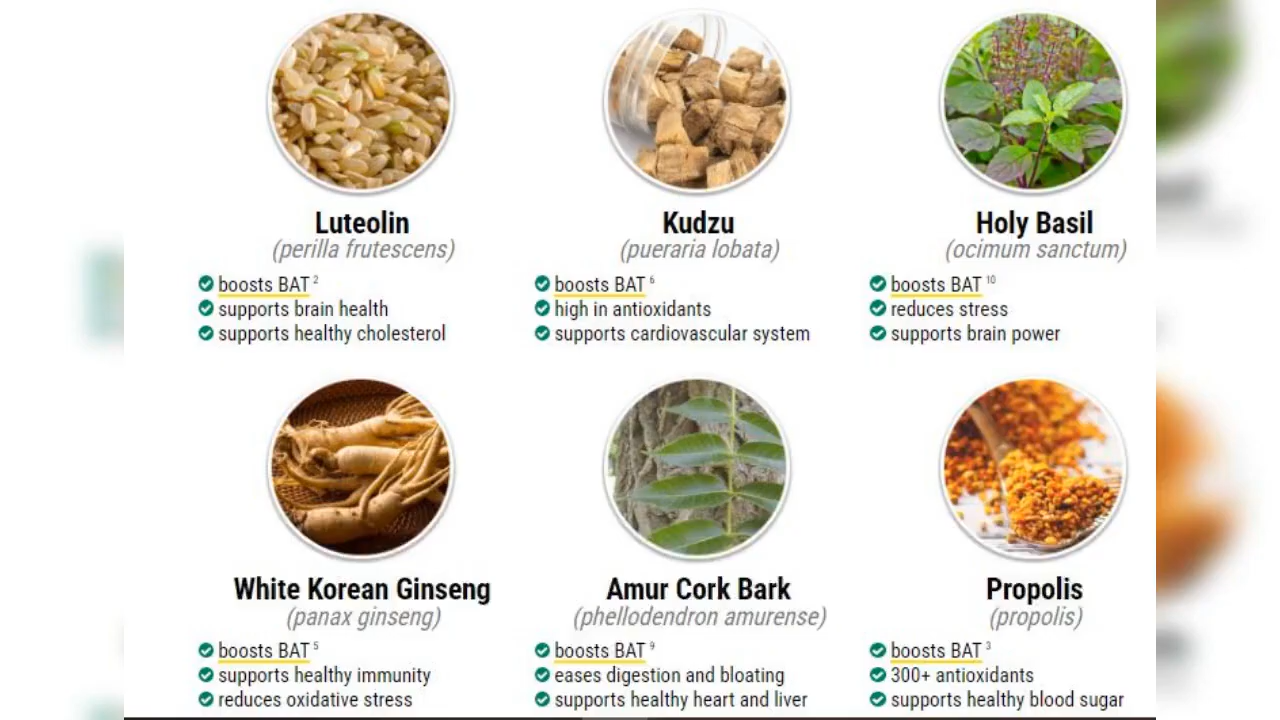 Luteolin
(perilla frutescens)
boosts BAT 2
supports brain health
supports healthy cholesterol
Kudzu
(pueraria lobata)
boosts BAT 6
high in antioxidants
supports cardiovascular system
Holy Basil
(ocimum sanctum)
boosts BAT 10
reduces stress
supports brain power
White Korean Ginseng
(panax ginseng)
boosts BAT 5
supports healthy immunity
reduces oxidative stress
Amur Cork Bark
(phellodendron amurense)
boosts BAT 9
eases digestion and bloating
supports healthy heart and liver
Propolis
(propolis)
boosts BAT 3
300+ antioxidants
supports healthy blood sugar